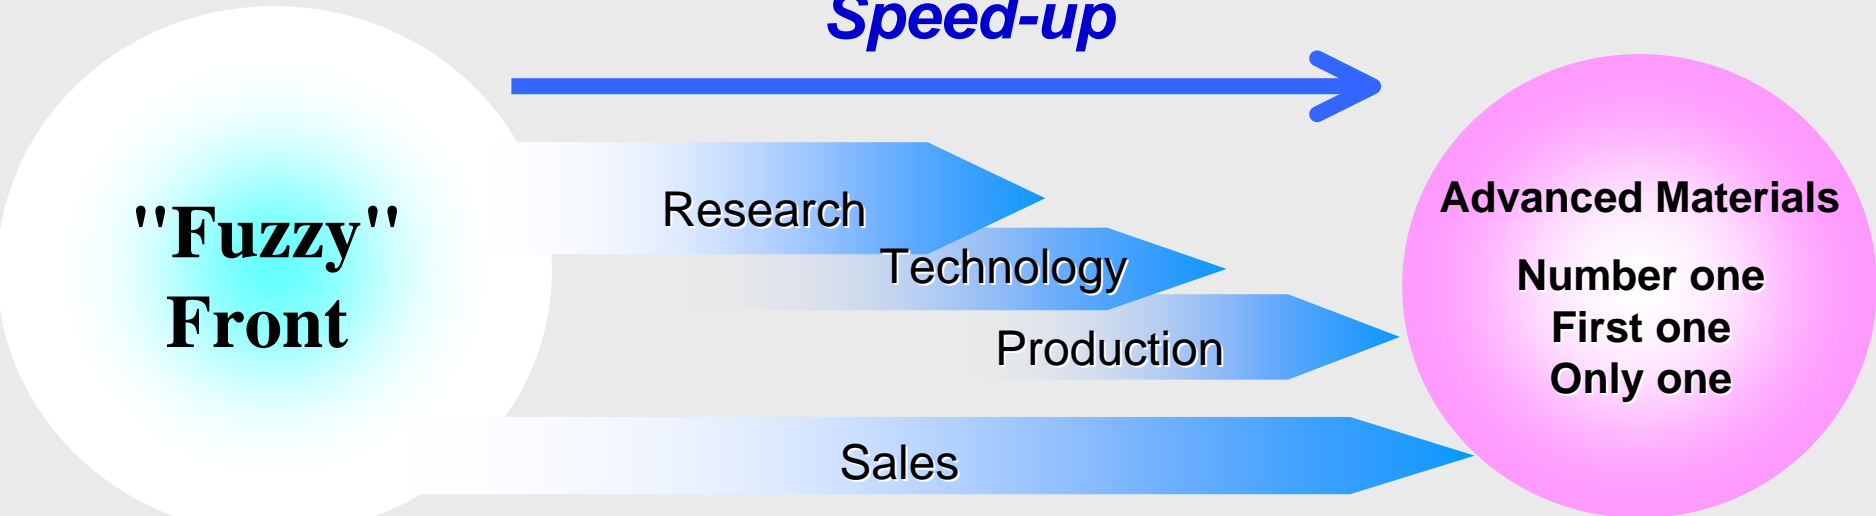 Speed-up
"Fuzzy"
Front
Research
Technology
Production
Sales
Advanced Materials
Number one
First one
Only one